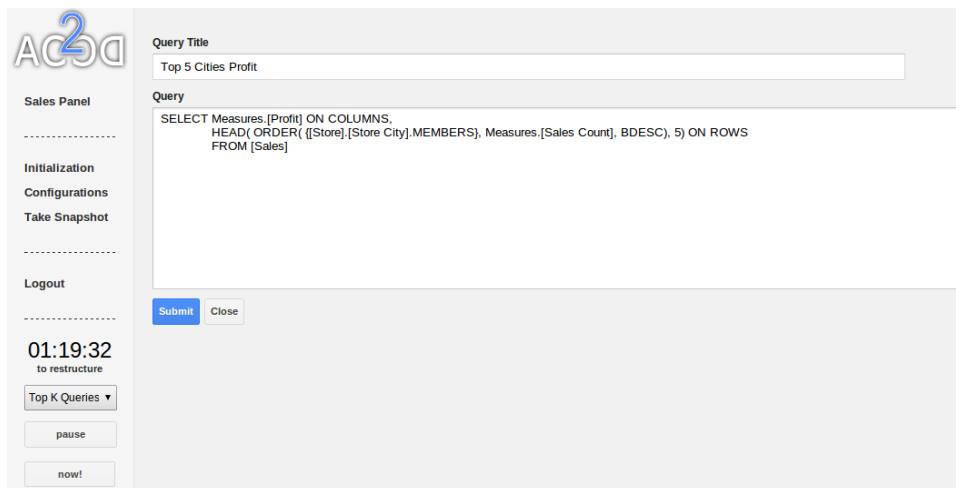 AC2DC
Sales Panel
Initialization
Configurations
Take Snapshot
Logout
01:19:32
to restructure
Top K Queries ▼
pause
now!
Query Title
Top 5 Cities Profit
Query
SELECT Measures.[Profit] ON COLUMNS,
HEAD( ORDER( {[Store].[Store City].MEMBERS}, Measures.[Sales Count], BDESC), 5) ON ROWS
FROM [Sales]
Submit Close